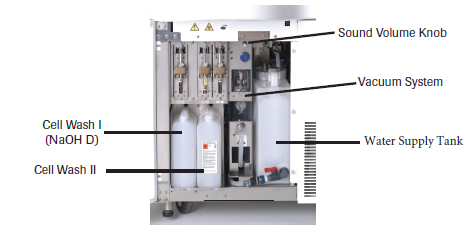 Sound Volume Knob
Vacuum System
Cell Wash I
(NaOH D)
Water Supply Tank
Cell Wash II